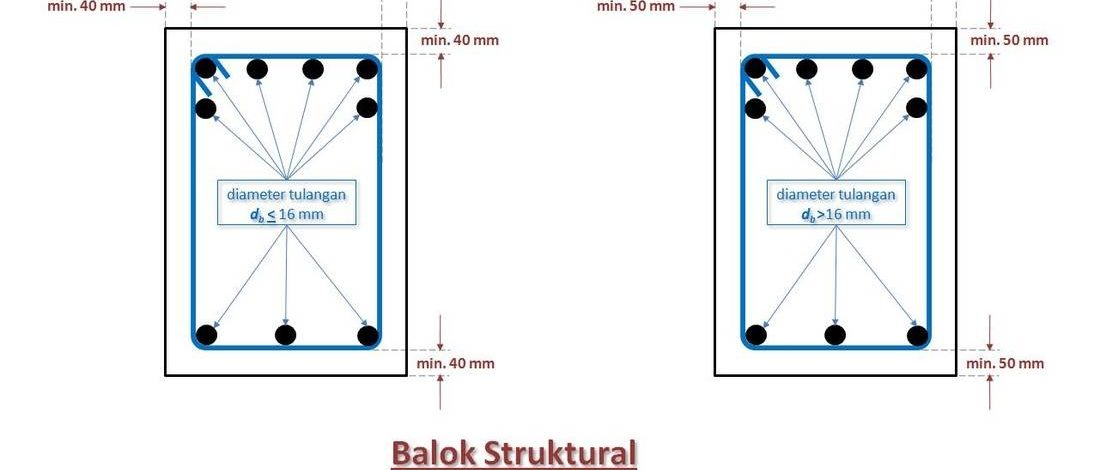 min. 40 mm
min. 50 mm
min. 40 mm
min. 50 mm
diameter tulangan
d_b ≤ 16 mm
diameter tulangan
d_b >16 mm
min. 40 mm
min. 50 mm
Balok Struktural